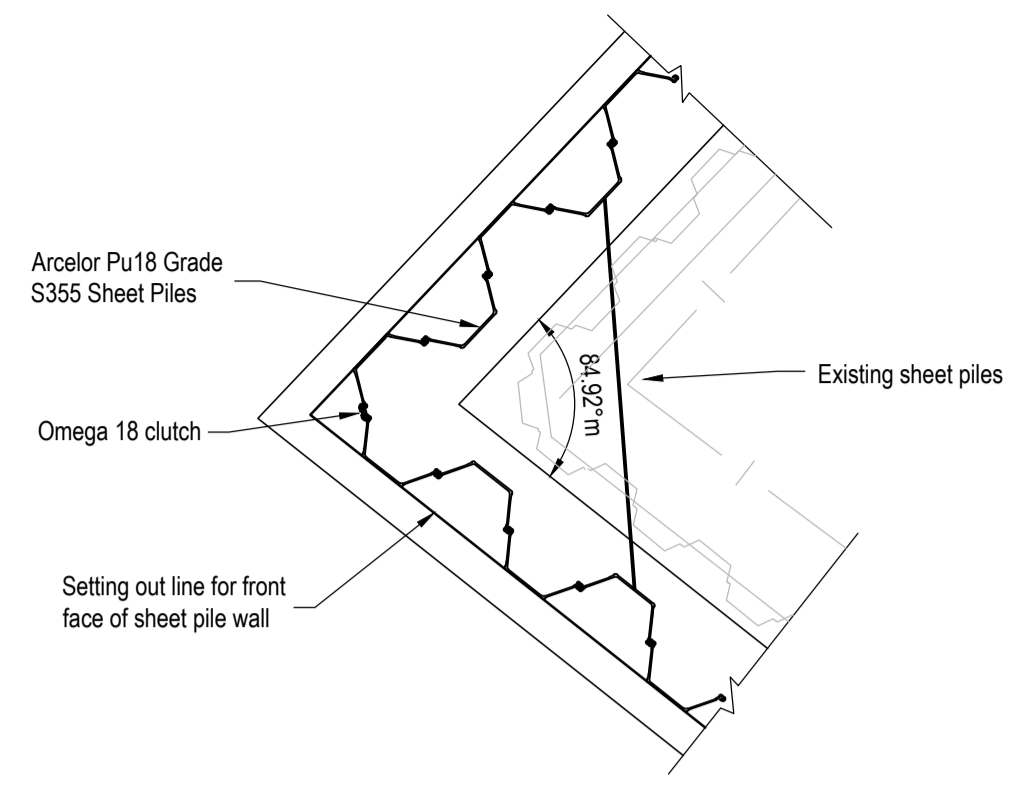 Arcelor Pu18 Grade
S355 Sheet Piles
84.92°m
Existing sheet piles
Omega 18 clutch
Setting out line for front
face of sheet pile wall